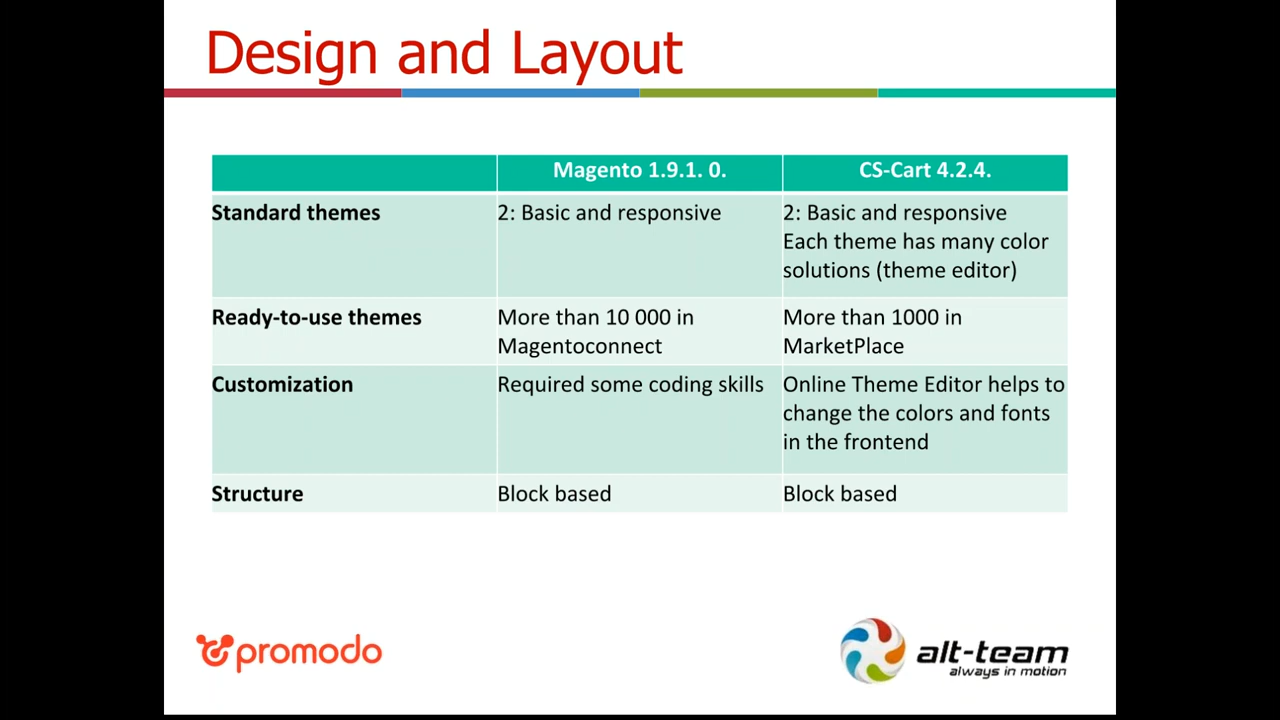 Design and Layout
Magento 1.9.1. 0.
CS-Cart 4.2.4.
Standard themes
2: Basic and responsive
2: Basic and responsive
Each theme has many color
solutions (theme editor)
Ready-to-use themes
More than 10 000 in
Magentoconnect
More than 1000 in
MarketPlace
Customization
Required some coding skills
Online Theme Editor helps to
change the colors and fonts
in the frontend
Structure
Block based
Block based
promodo
alt-team
always in motion